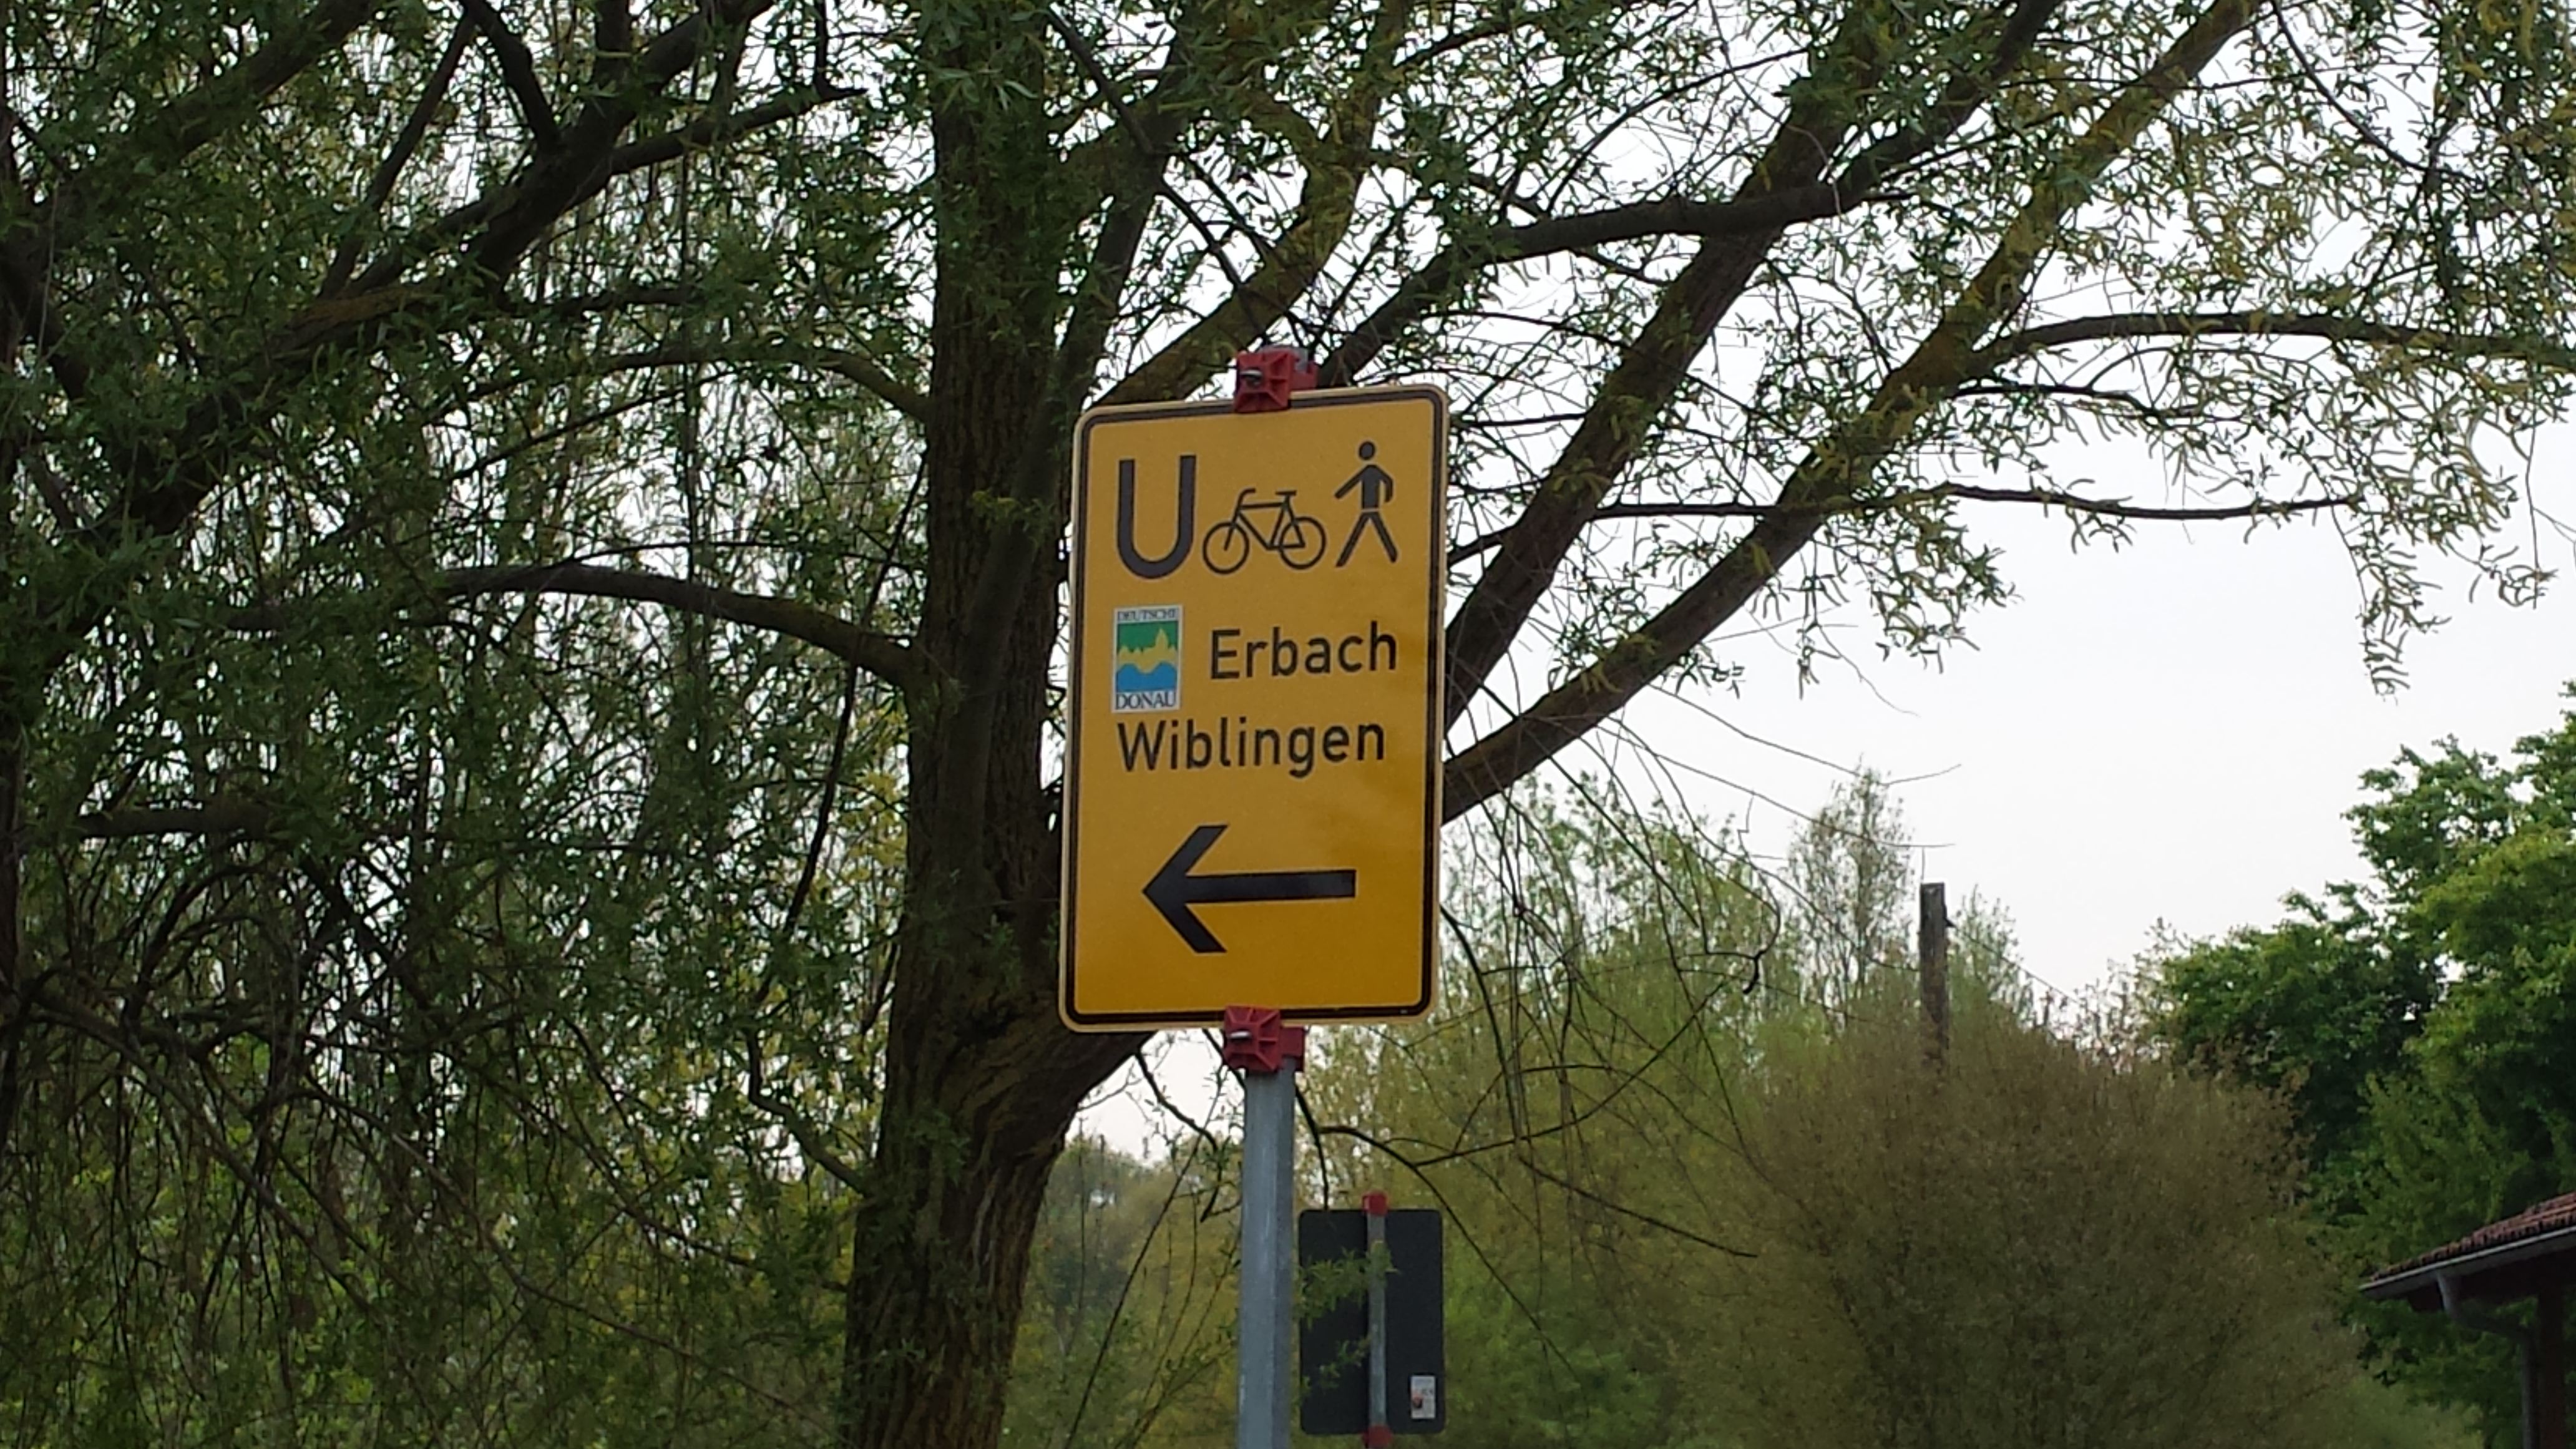 U
DEUTSCHE
DONAU
Erbach
Wiblingen